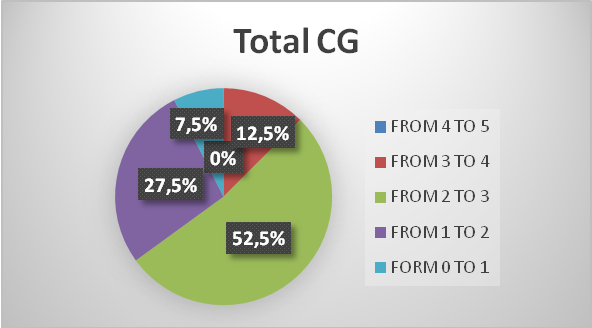 Total CG
7,5%
12,5%
0%
27,5%
52,5%
FROM 4 TO 5
FROM 3 TO 4
FROM 2 TO 3
FROM 1 TO 2
FORM 0 TO 1